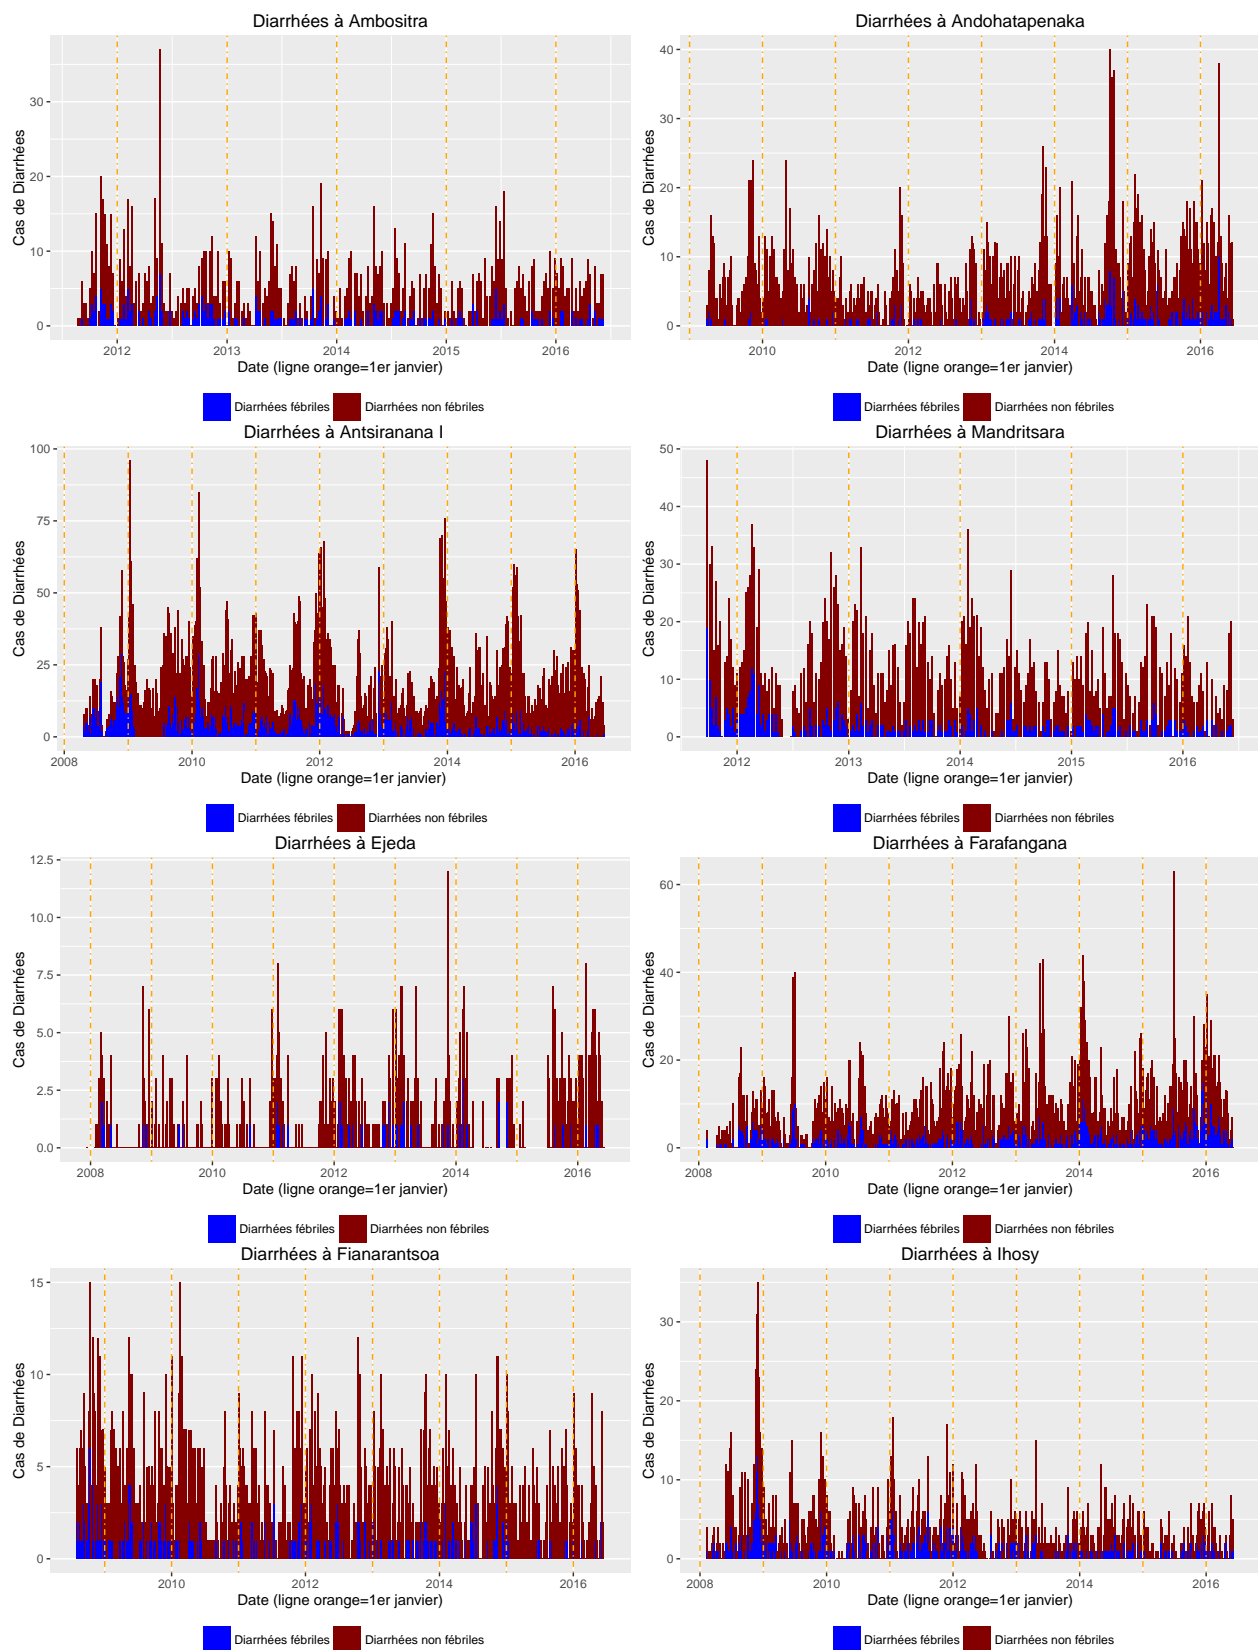 Diarrhées à Ambositra
Cas de Diarrhées
30
20
10
0
2012 2013 2014 2015 2016
Date (ligne orange=1er janvier)
Diarrhées fébriles Diarrhées non fébriles
Diarrhées à Andohatapenaka
Cas de Diarrhées
40
30
20
10
0
2010 2012 2014 2016
Date (ligne orange=1er janvier)
Diarrhées fébriles Diarrhées non fébriles
Diarrhées à Antsiranana I
Cas de Diarrhées
100
75
50
25
0
2008 2010 2012 2014 2016
Date (ligne orange=1er janvier)
Diarrhées fébriles Diarrhées non fébriles
Diarrhées à Mandritsara
Cas de Diarrhées
50
40
30
20
10
0
2012 2013 2014 2015 2016
Date (ligne orange=1er janvier)
Diarrhées fébriles Diarrhées non fébriles
Diarrhées à Ejeda
Cas de Diarrhées
12.5
10.0
7.5
5.0
2.5
0.0
2008 2010 2012 2014 2016
Date (ligne orange=1er janvier)
Diarrhées fébriles Diarrhées non fébriles
Diarrhées à Farafangana
Cas de Diarrhées
60
40
20
0
2008 2010 2012 2014 2016
Date (ligne orange=1er janvier)
Diarrhées fébriles Diarrhées non fébriles
Diarrhées à Fianarantsoa
Cas de Diarrhées
15
10
5
0
2010 2012 2014 2016
Date (ligne orange=1er janvier)
Diarrhées fébriles Diarrhées non fébriles
Diarrhées à Ihosy
Cas de Diarrhées
30
20
10
0
2008 2010 2012 2014 2016
Date (ligne orange=1er janvier)
Diarrhées fébriles Diarrhées non fébriles